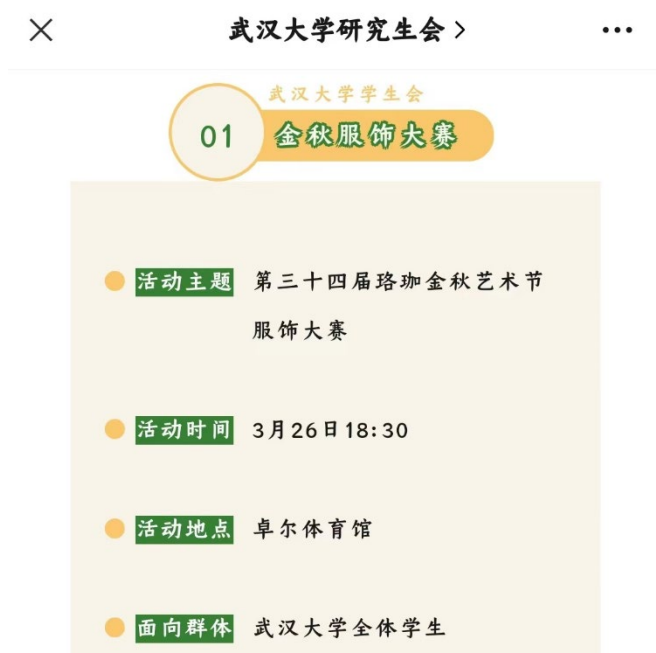 武汉大学研究生会
武汉大学学生会
01 金秋服饰大赛
活动主题 第三十四届珞珈金秋艺术节
服饰大赛
活动时间 3月26日18:30
活动地点 卓尔体育馆
面向群体 武汉大学全体学生